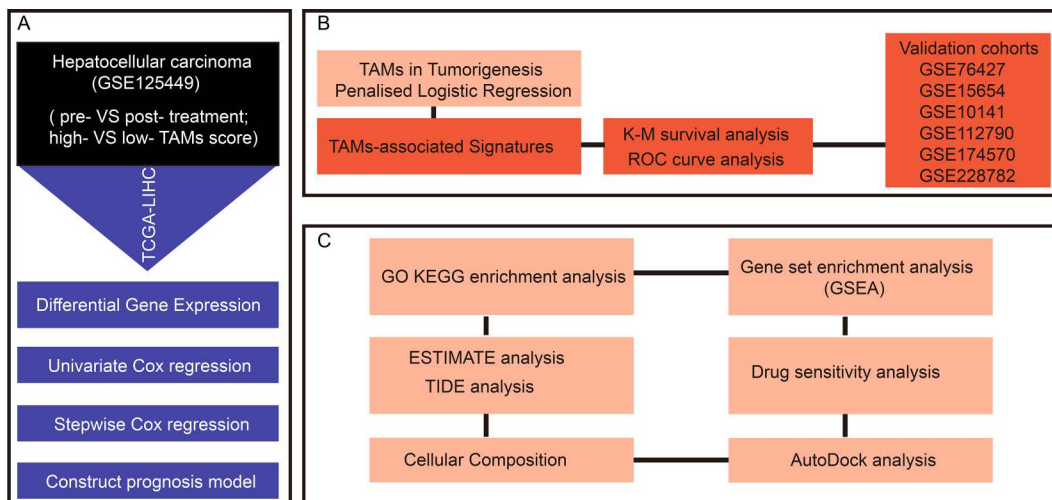 A
Hepatocellular carcinoma
(GSE125449)
( pre- VS post- treatment;
high- VS low- TAMs score)
TCGA-LIHC
Differential Gene Expression
Univariate Cox regression
Stepwise Cox regression
Construct prognosis model
B
TAMs in Tumorigenesis
Penalised Logistic Regression
TAMs-associated Signatures
K-M survival analysis
ROC curve analysis
Validation cohorts
GSE76427
GSE15654
GSE10141
GSE112790
GSE174570
GSE228782
C
GO KEGG enrichment analysis
Gene set enrichment analysis
(GSEA)
ESTIMATE analysis
TIDE analysis
Drug sensitivity analysis
Cellular Composition
AutoDock analysis